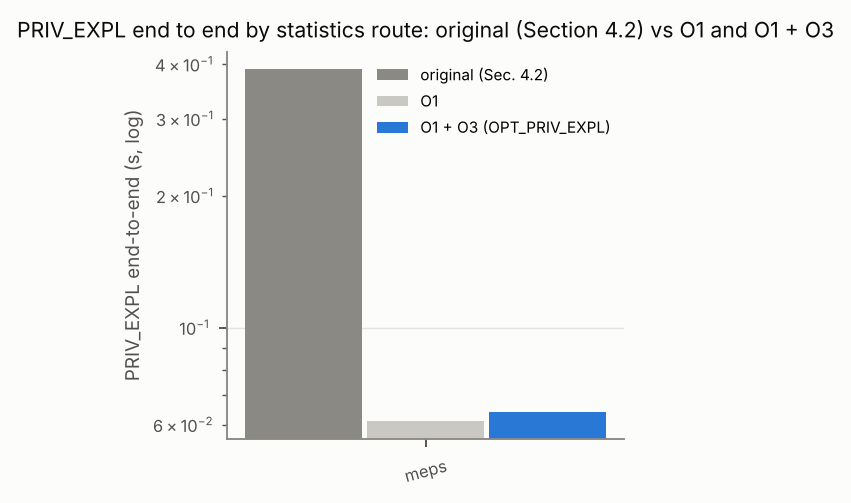 PRIV_EXPL end to end by statistics route: original (Section 4.2) vs O1 and O1 + O3
PRIV_EXPL end-to-end (s, log)
4 × 10⁻¹
3 × 10⁻¹
2 × 10⁻¹
10⁻¹
6 × 10⁻²
original (Sec. 4.2)
O1
O1 + O3 (OPT_PRIV_EXPL)
meps